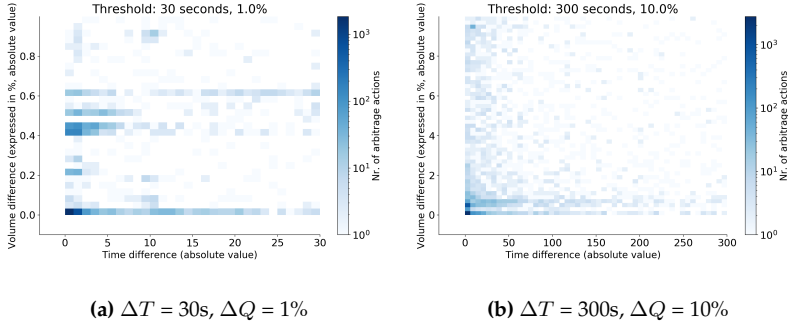 Threshold: 30 seconds, 1.0%
Volume difference (expressed in %, absolute value)
0.8
0.6
0.4
0.2
0.0
0 5 10 15 20 25 30
Time difference (absolute value)
10³
10²
10¹
10⁰
Nr. of arbitrage actions
Threshold: 300 seconds, 10.0%
Volume difference (expressed in %, absolute value)
8
6
4
2
0
0 50 100 150 200 250 300
Time difference (absolute value)
10³
10²
10¹
10⁰
Nr. of arbitrage actions
(a) ΔT = 30s, ΔQ = 1%
(b) ΔT = 300s, ΔQ = 10%